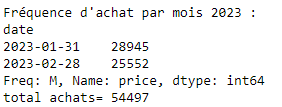 Fréquence d'achat par mois 2023 :
date
2023-01-31    28945
2023-02-28    25552
Freq: M, Name: price, dtype: int64
total achats= 54497